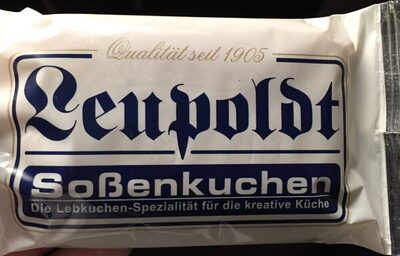 Qualität seit 1905
Leupoldt
Soßenkuchen
Die Lebkuchen-Spezialität für die kreative Küche